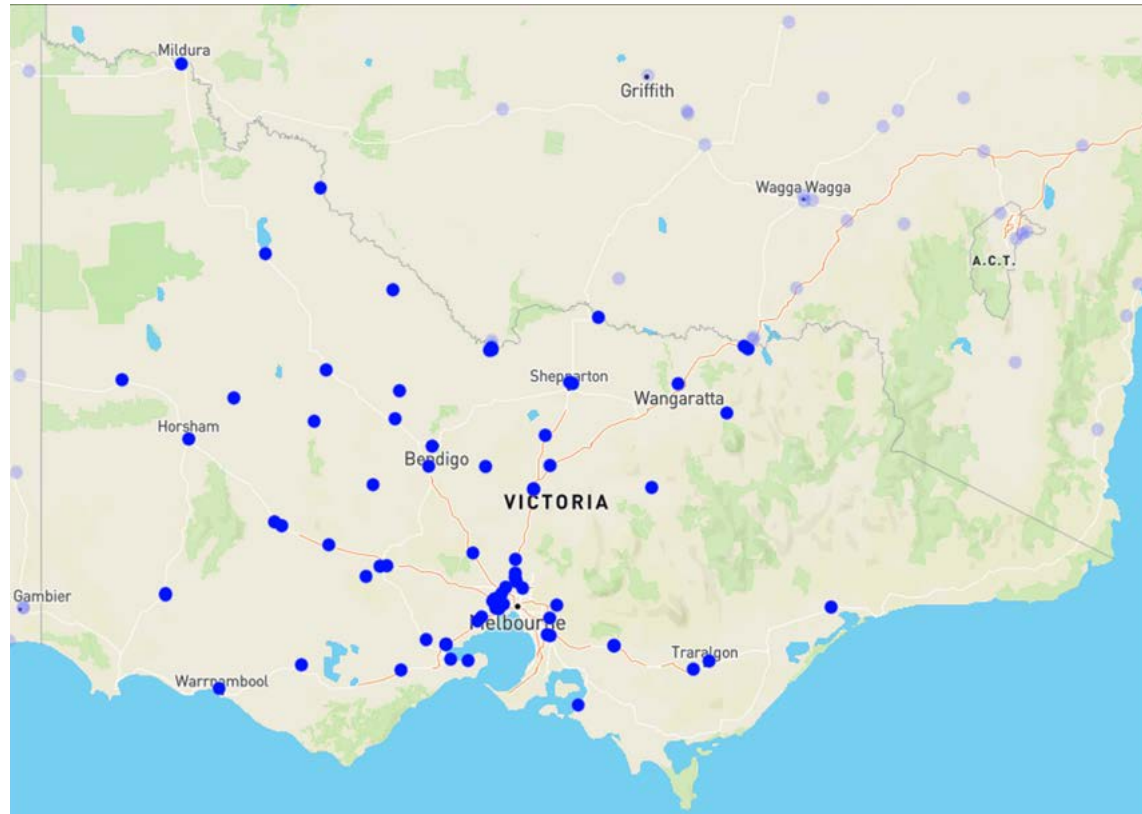 Mildura
Griffith
Wagga Wagga
A.C.T.
Shepparton
Wangaratta
Horsham
Bendigo
VICTORIA
Gambier
Melbourne
Traralgon
Warrnambool